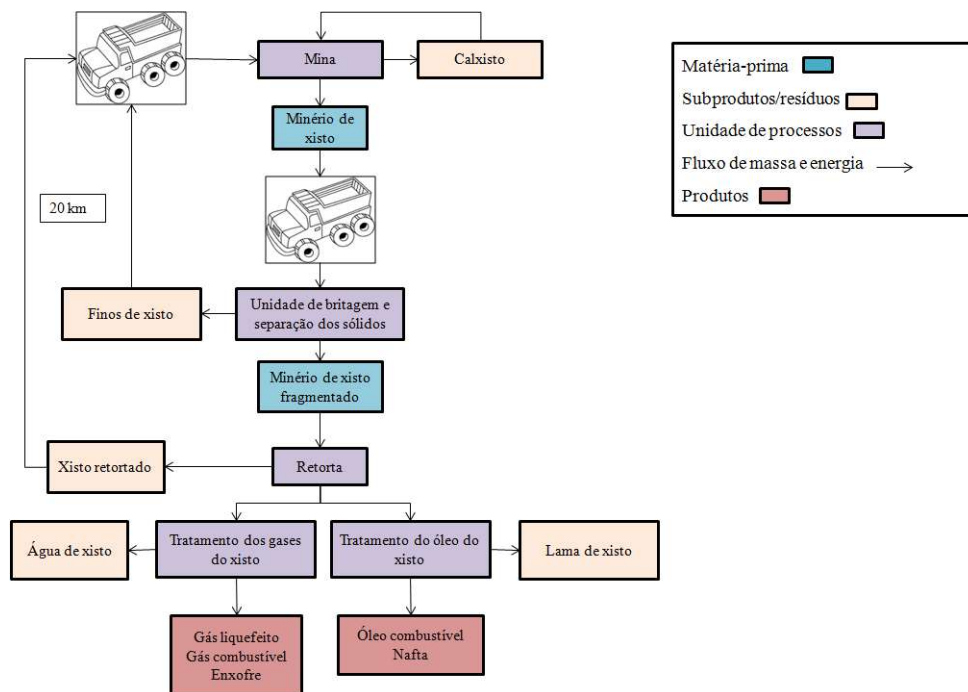 Mina
Calxisto
Minério de
xisto
20 km
Finos de xisto
Unidade de britagem e
separação dos sólidos
Minério de xisto
fragmentado
Xisto retortado
Retorta
Água de xisto
Tratamento dos gases
do xisto
Tratamento do óleo do
xisto
Lama de xisto
Gás liquefeito
Gás combustível
Enxofre
Óleo combustível
Nafta
Matéria-prima
Subprodutos/resíduos
Unidade de processos
Fluxo de massa e energia
Produtos